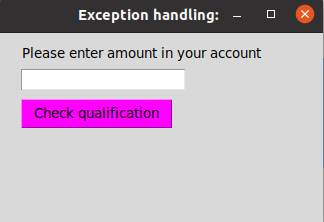 Exception handling:
Please enter amount in your account
Check qualification